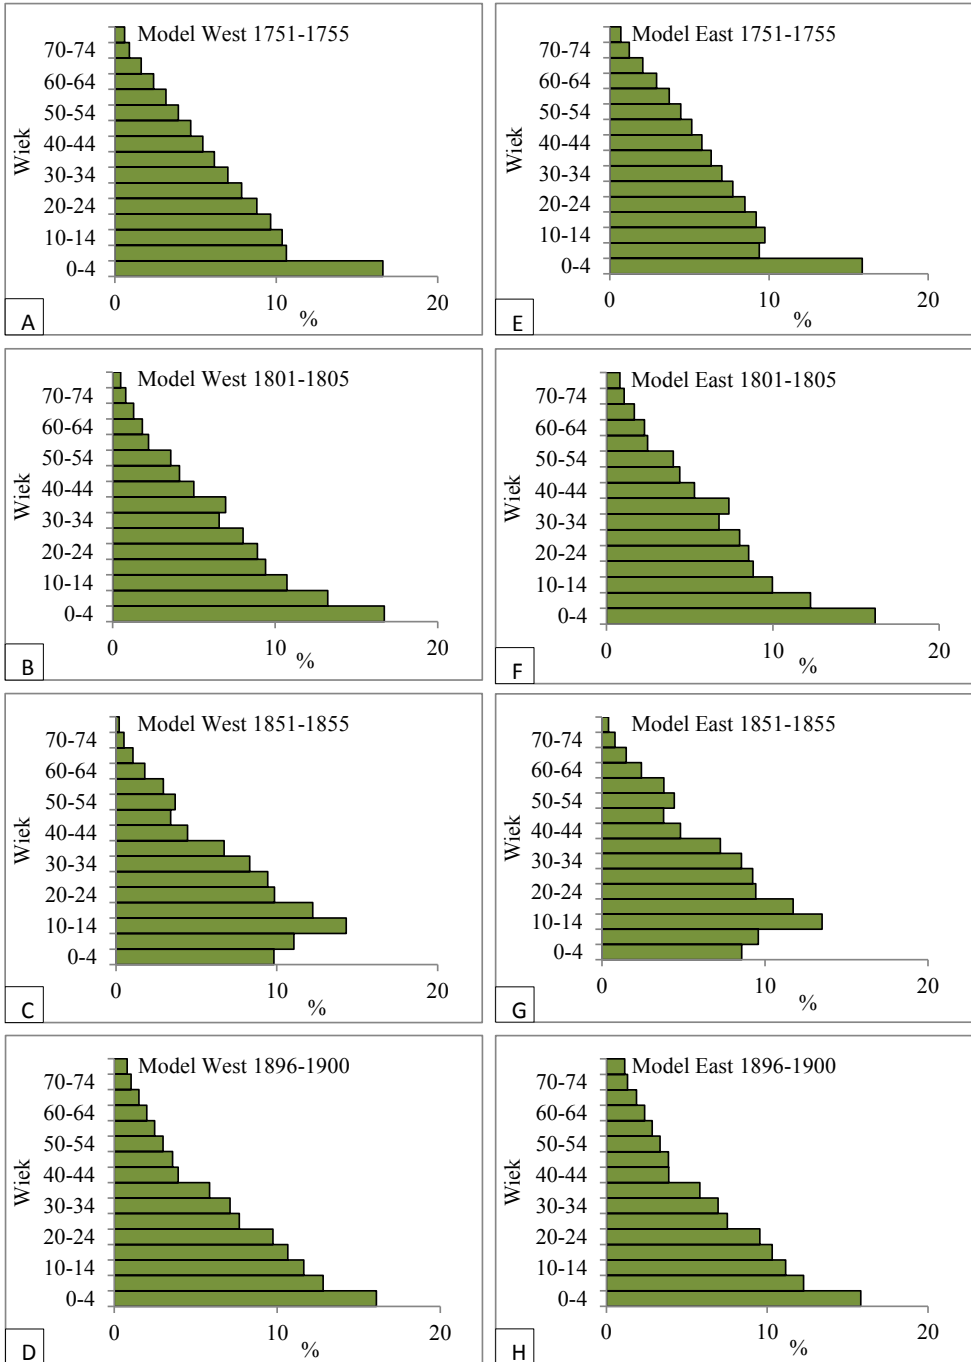 Model West 1751-1755
70-74
60-64
50-54
40-44
30-34
20-24
10-14
0-4
Wiek
0 10 20
%
A
Model East 1751-1755
70-74
60-64
50-54
40-44
30-34
20-24
10-14
0-4
Wiek
0 10 20
%
E
Model West 1801-1805
70-74
60-64
50-54
40-44
30-34
20-24
10-14
0-4
Wiek
0 10 20
%
B
Model East 1801-1805
70-74
60-64
50-54
40-44
30-34
20-24
10-14
0-4
Wiek
0 10 20
%
F
Model West 1851-1855
70-74
60-64
50-54
40-44
30-34
20-24
10-14
0-4
Wiek
0 10 20
%
C
Model East 1851-1855
70-74
60-64
50-54
40-44
30-34
20-24
10-14
0-4
Wiek
0 10 20
%
G
Model West 1896-1900
70-74
60-64
50-54
40-44
30-34
20-24
10-14
0-4
Wiek
0 10 20
%
D
Model East 1896-1900
70-74
60-64
50-54
40-44
30-34
20-24
10-14
0-4
Wiek
0 10 20
%
H